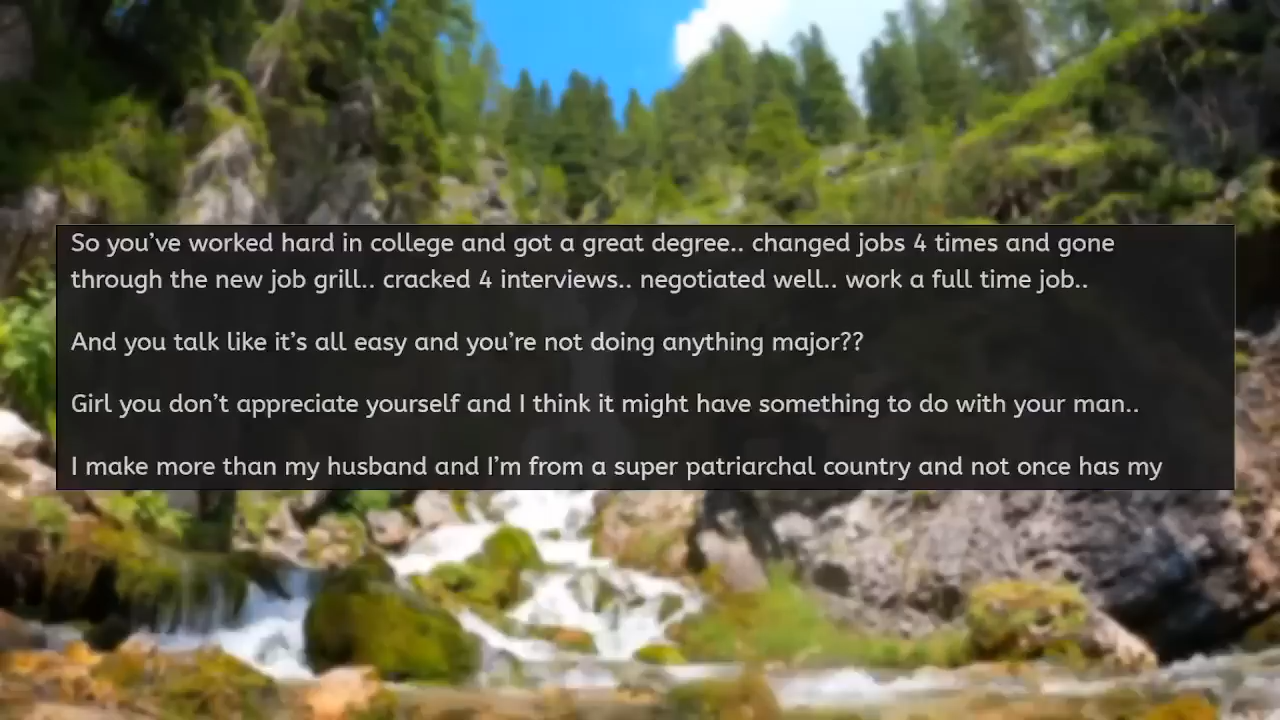 So you’ve worked hard in college and got a great degree.. changed jobs 4 times and gone
through the new job grill.. cracked 4 interviews.. negotiated well.. work a full time job..
And you talk like it’s all easy and you’re not doing anything major??
Girl you don’t appreciate yourself and I think it might have something to do with your man..
I make more than my husband and I’m from a super patriarchal country and not once has my